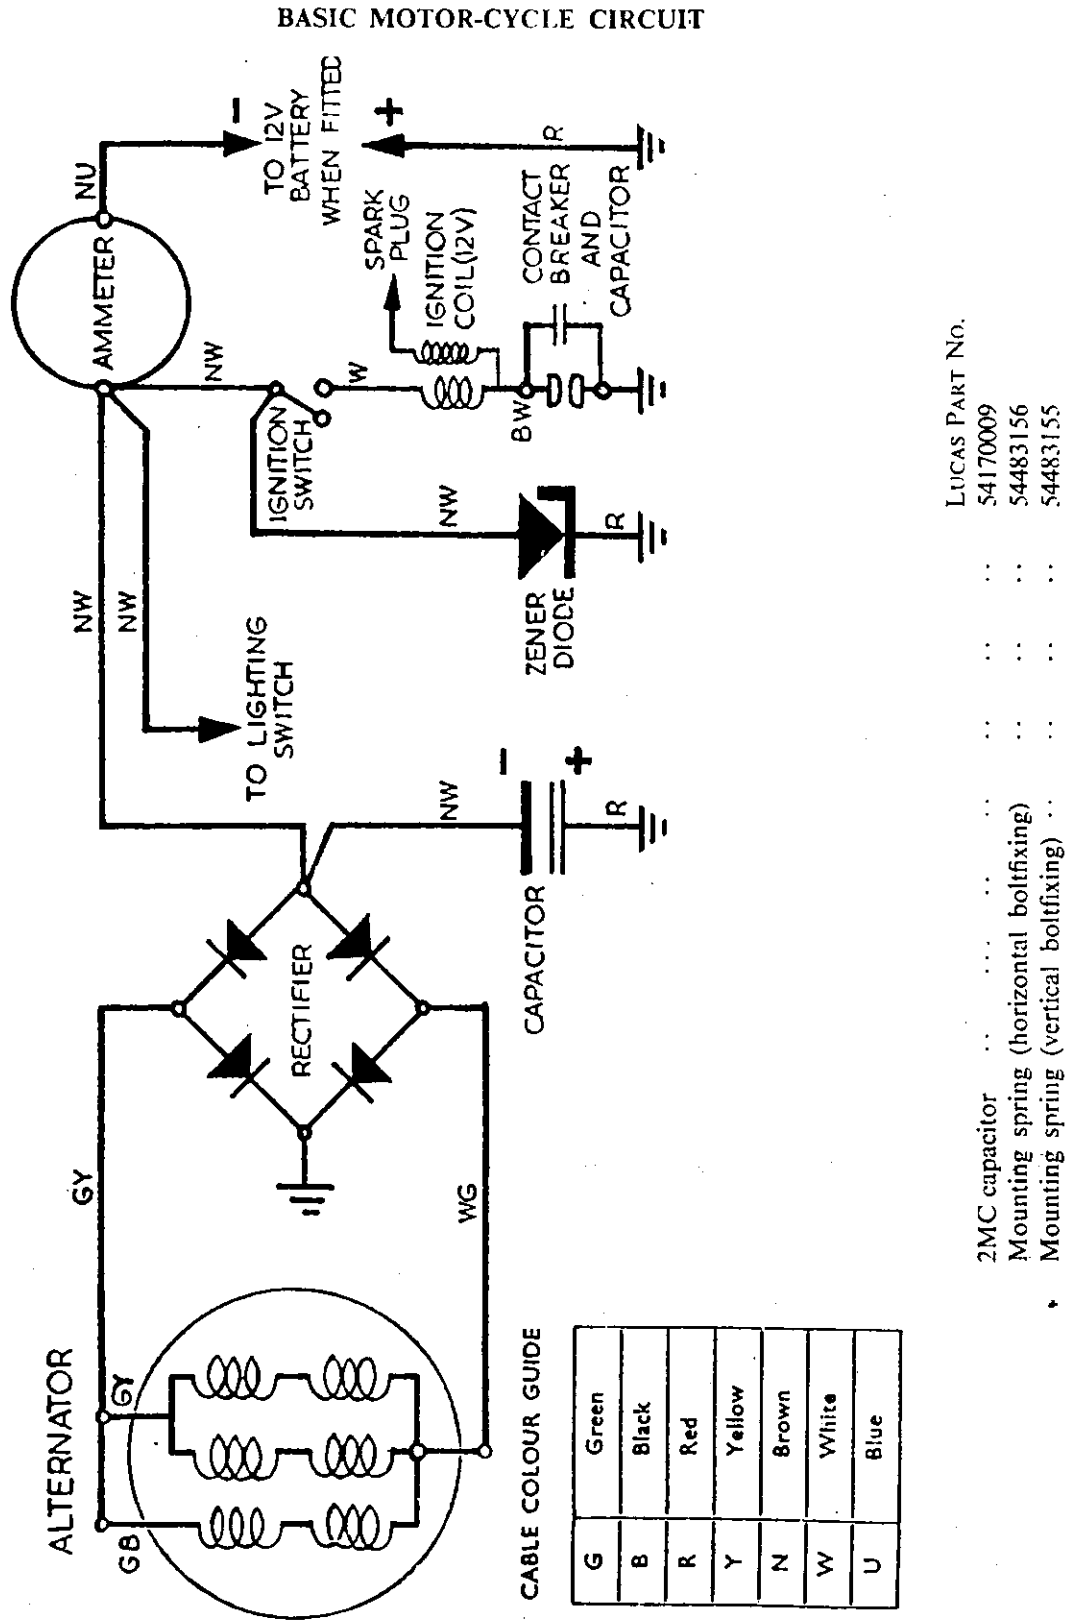 BASIC MOTOR-CYCLE CIRCUIT
ALTERNATOR
GB
GY
GY
WG
RECTIFIER
NW
NW
TO LIGHTING
SWITCH
NW
CAPACITOR
-
+
R
AMMETER
NU
-
TO 12V
BATTERY
WHEN FITTED
+
R
NW
IGNITION
SWITCH
W
SPARK
PLUG
IGNITION
COIL(12V)
BW
CONTACT
BREAKER
AND
CAPACITOR
NW
ZENER
DIODE
R
CABLE COLOUR GUIDE
G Green
B Black
R Red
Y Yellow
N Brown
W White
U Blue
LUCAS PART No.
2MC capacitor .. .... .. .. .. .. .. 54170009
Mounting spring (horizontal boltfixing) .. .. .. 54483156
Mounting spring (vertical boltfixing) .. .. .. .. 54483155